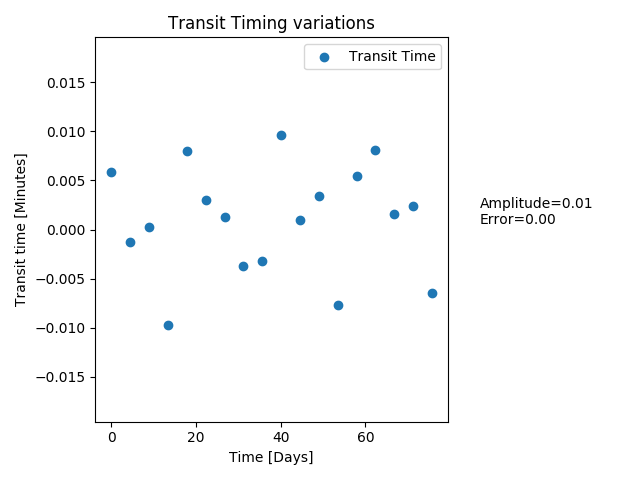 Transit Timing variations
Transit Time
0.015
0.010
0.005
0.000
−0.005
−0.010
−0.015
Transit time [Minutes]
Amplitude=0.01
Error=0.00
0 20 40 60
Time [Days]